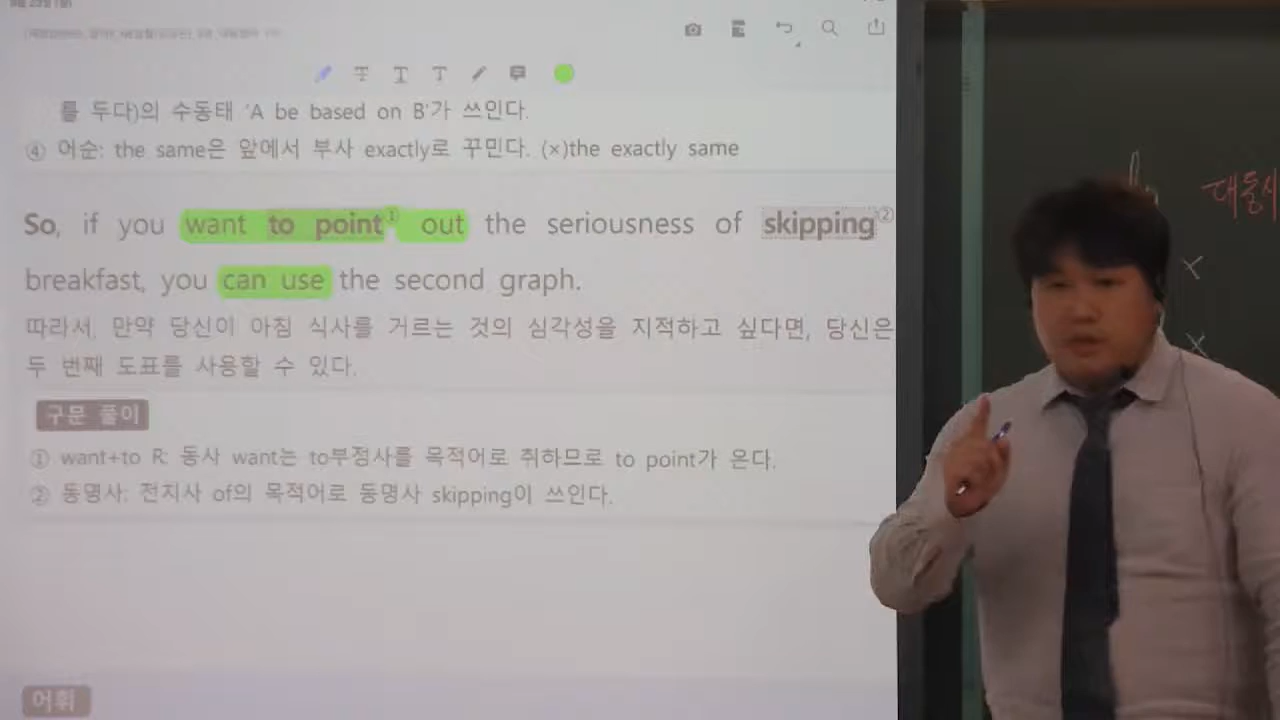 를 두다)의 수동태 'A be based on B'가 쓰인다.
④ 어순: the same은 앞에서 부사 exactly로 꾸민다. (×)the exactly same
So, if you want to point① out the seriousness of skipping②
breakfast, you can use the second graph.
따라서, 만약 당신이 아침 식사를 거르는 것의 심각성을 지적하고 싶다면, 당신은
두 번째 도표를 사용할 수 있다.
구문 풀이
① want+to R: 동사 want는 to부정사를 목적어로 취하므로 to point가 온다.
② 동명사: 전치사 of의 목적어로 동명사 skipping이 쓰인다.
어휘
대동사
×
×